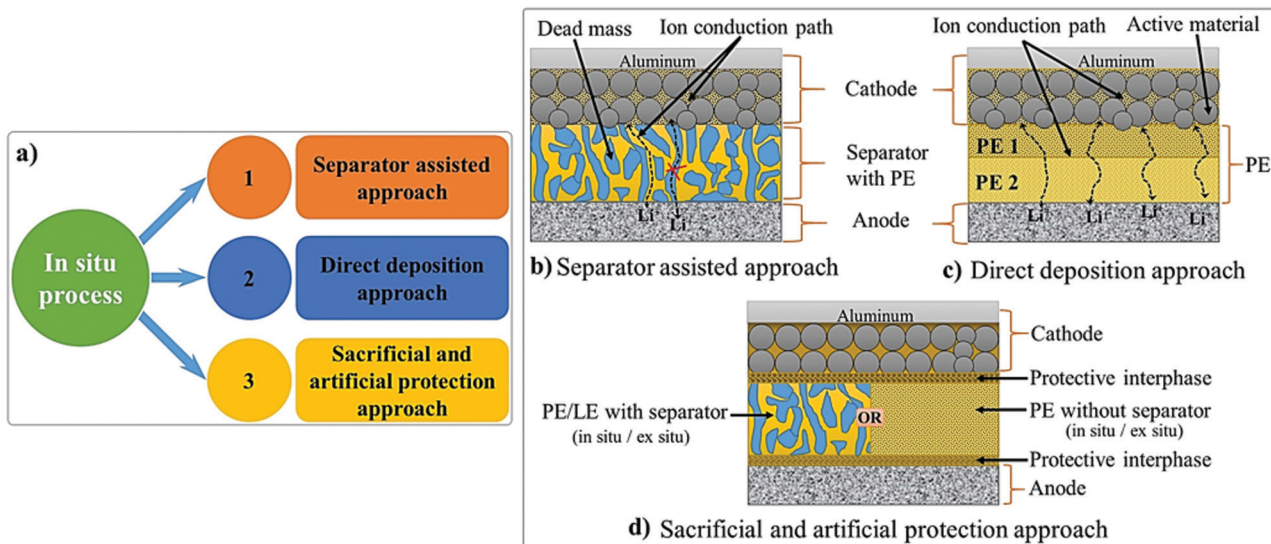 a)
In situ
process
1
Separator assisted
approach
2
Direct deposition
approach
3
Sacrificial and
artificial protection
approach
Dead mass
Ion conduction path
Aluminum
Cathode
Separator
with PE
Anode
Li⁺
Li⁺
b) Separator assisted approach
Ion conduction path
Active material
Aluminum
PE 1
PE 2
PE
Li⁺
Li⁺
Li⁺
Li⁺
c) Direct deposition approach
Aluminum
Cathode
Protective interphase
PE/LE with separator
(in situ / ex situ)
OR
PE without separator
(in situ / ex situ)
Protective interphase
Anode
d) Sacrificial and artificial protection approach